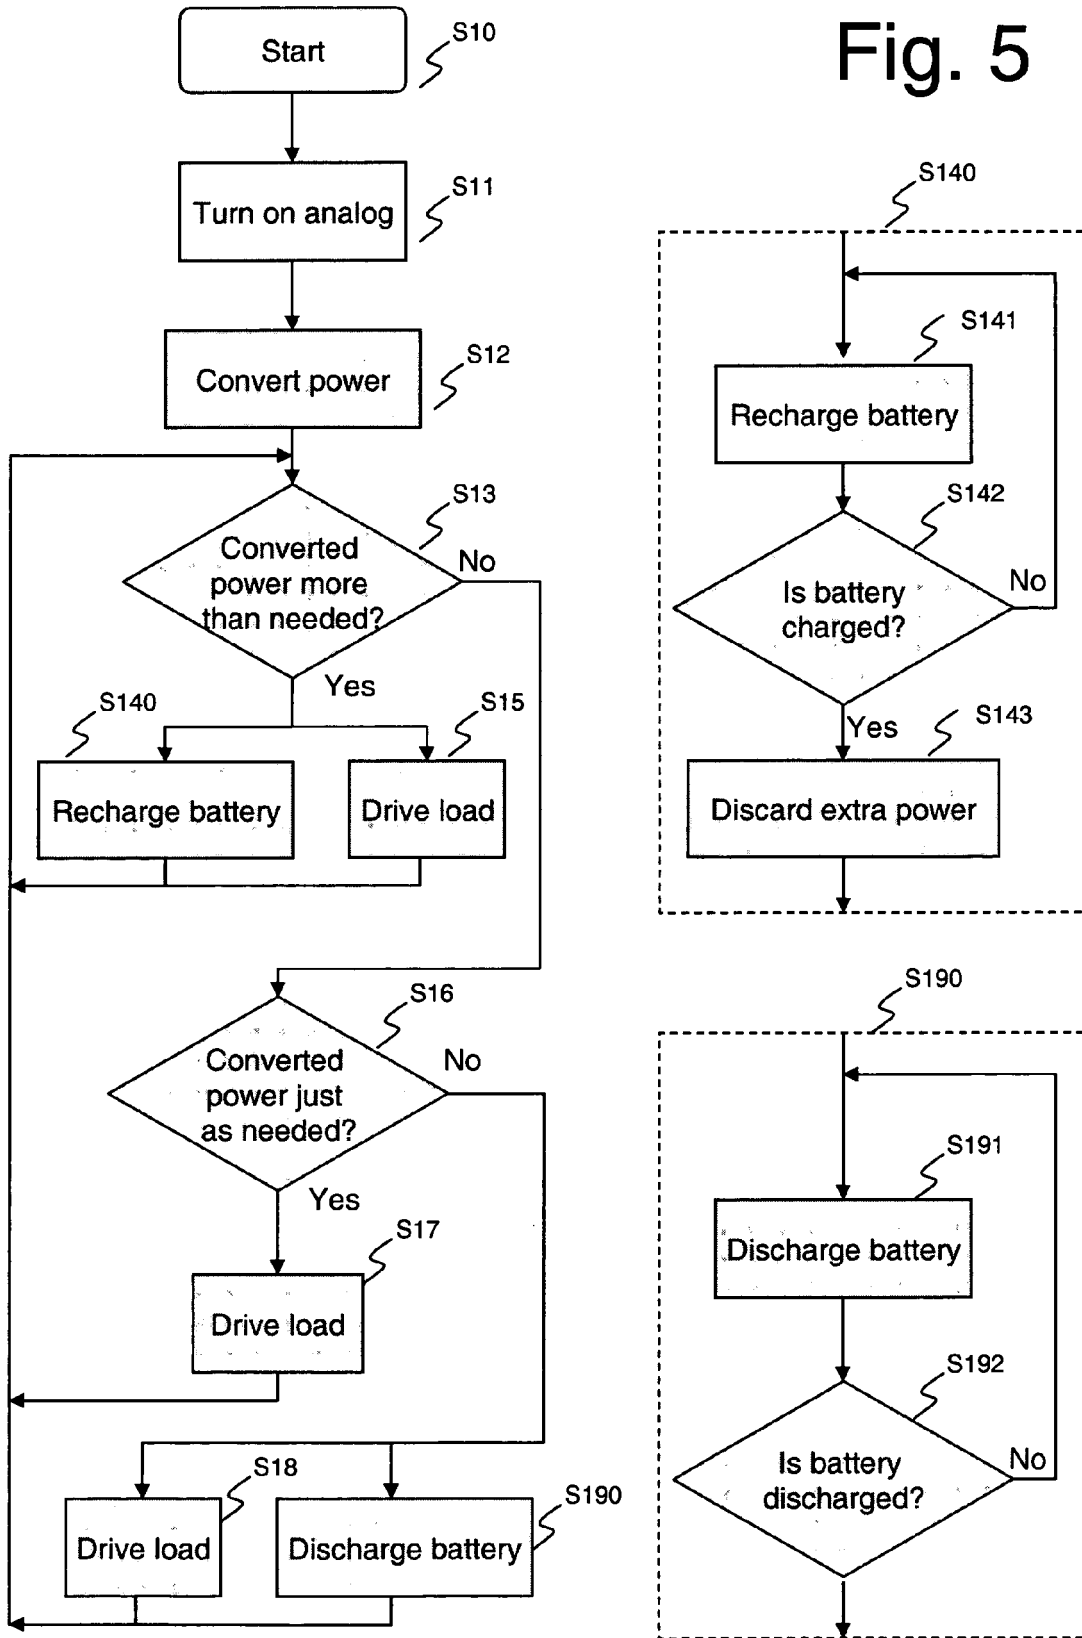 Fig. 5
Start
S10
Turn on analog
S11
Convert power
S12
Converted
power more
than needed?
S13
No
Yes
S140
S15
Recharge battery
Drive load
S16
Converted
power just
as needed?
No
Yes
S17
Drive load
S18
S190
Drive load
Discharge battery
S140
S141
Recharge battery
S142
Is battery
charged?
No
Yes
S143
Discard extra power
S190
S191
Discharge battery
S192
Is battery
discharged?
No